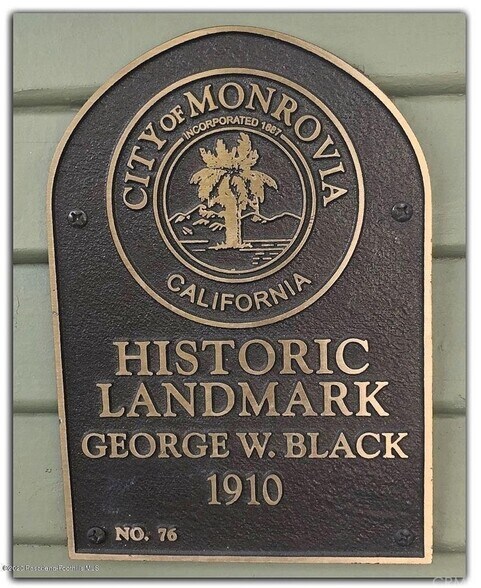 CITY OF MONROVIA
INCORPORATED 1887
CALIFORNIA
HISTORIC
LANDMARK
GEORGE W. BLACK
1910
NO. 76